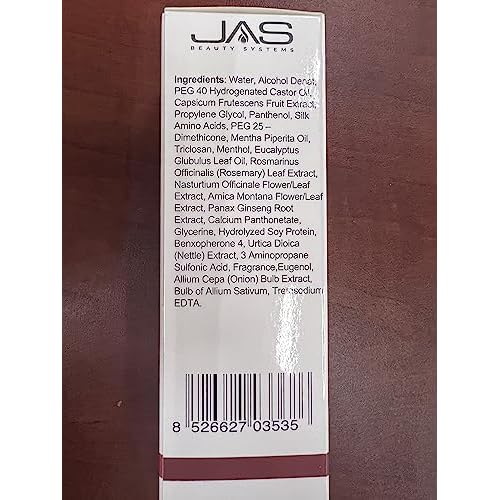 JAS
BEAUTY SYSTEMS
Ingredients: Water, Alcohol Denat,
PEG 40 Hydrogenated Castor Oil,
Capsicum Frutescens Fruit Extract,
Propylene Glycol, Panthenol, Silk
Amino Acids, PEG 25 –
Dimethicone, Mentha Piperita Oil,
Triclosan, Menthol, Eucalyptus
Globulus Leaf Oil, Rosmarinus
Officinalis (Rosemary) Leaf Extract,
Nasturtium Officinale Flower/Leaf
Extract, Arnica Montana Flower/Leaf
Extract, Panax Ginseng Root
Extract, Calcium Panthonetate,
Glycerine, Hydrolyzed Soy Protein,
Benxopherone 4, Urtica Dioica
(Nettle) Extract, 3 Aminopropane
Sulfonic Acid, Fragrance,Eugenol,
Allium Cepa (Onion) Bulb Extract,
Bulb of Allium Sativum, Tretasodium
EDTA.
8 526627 03535